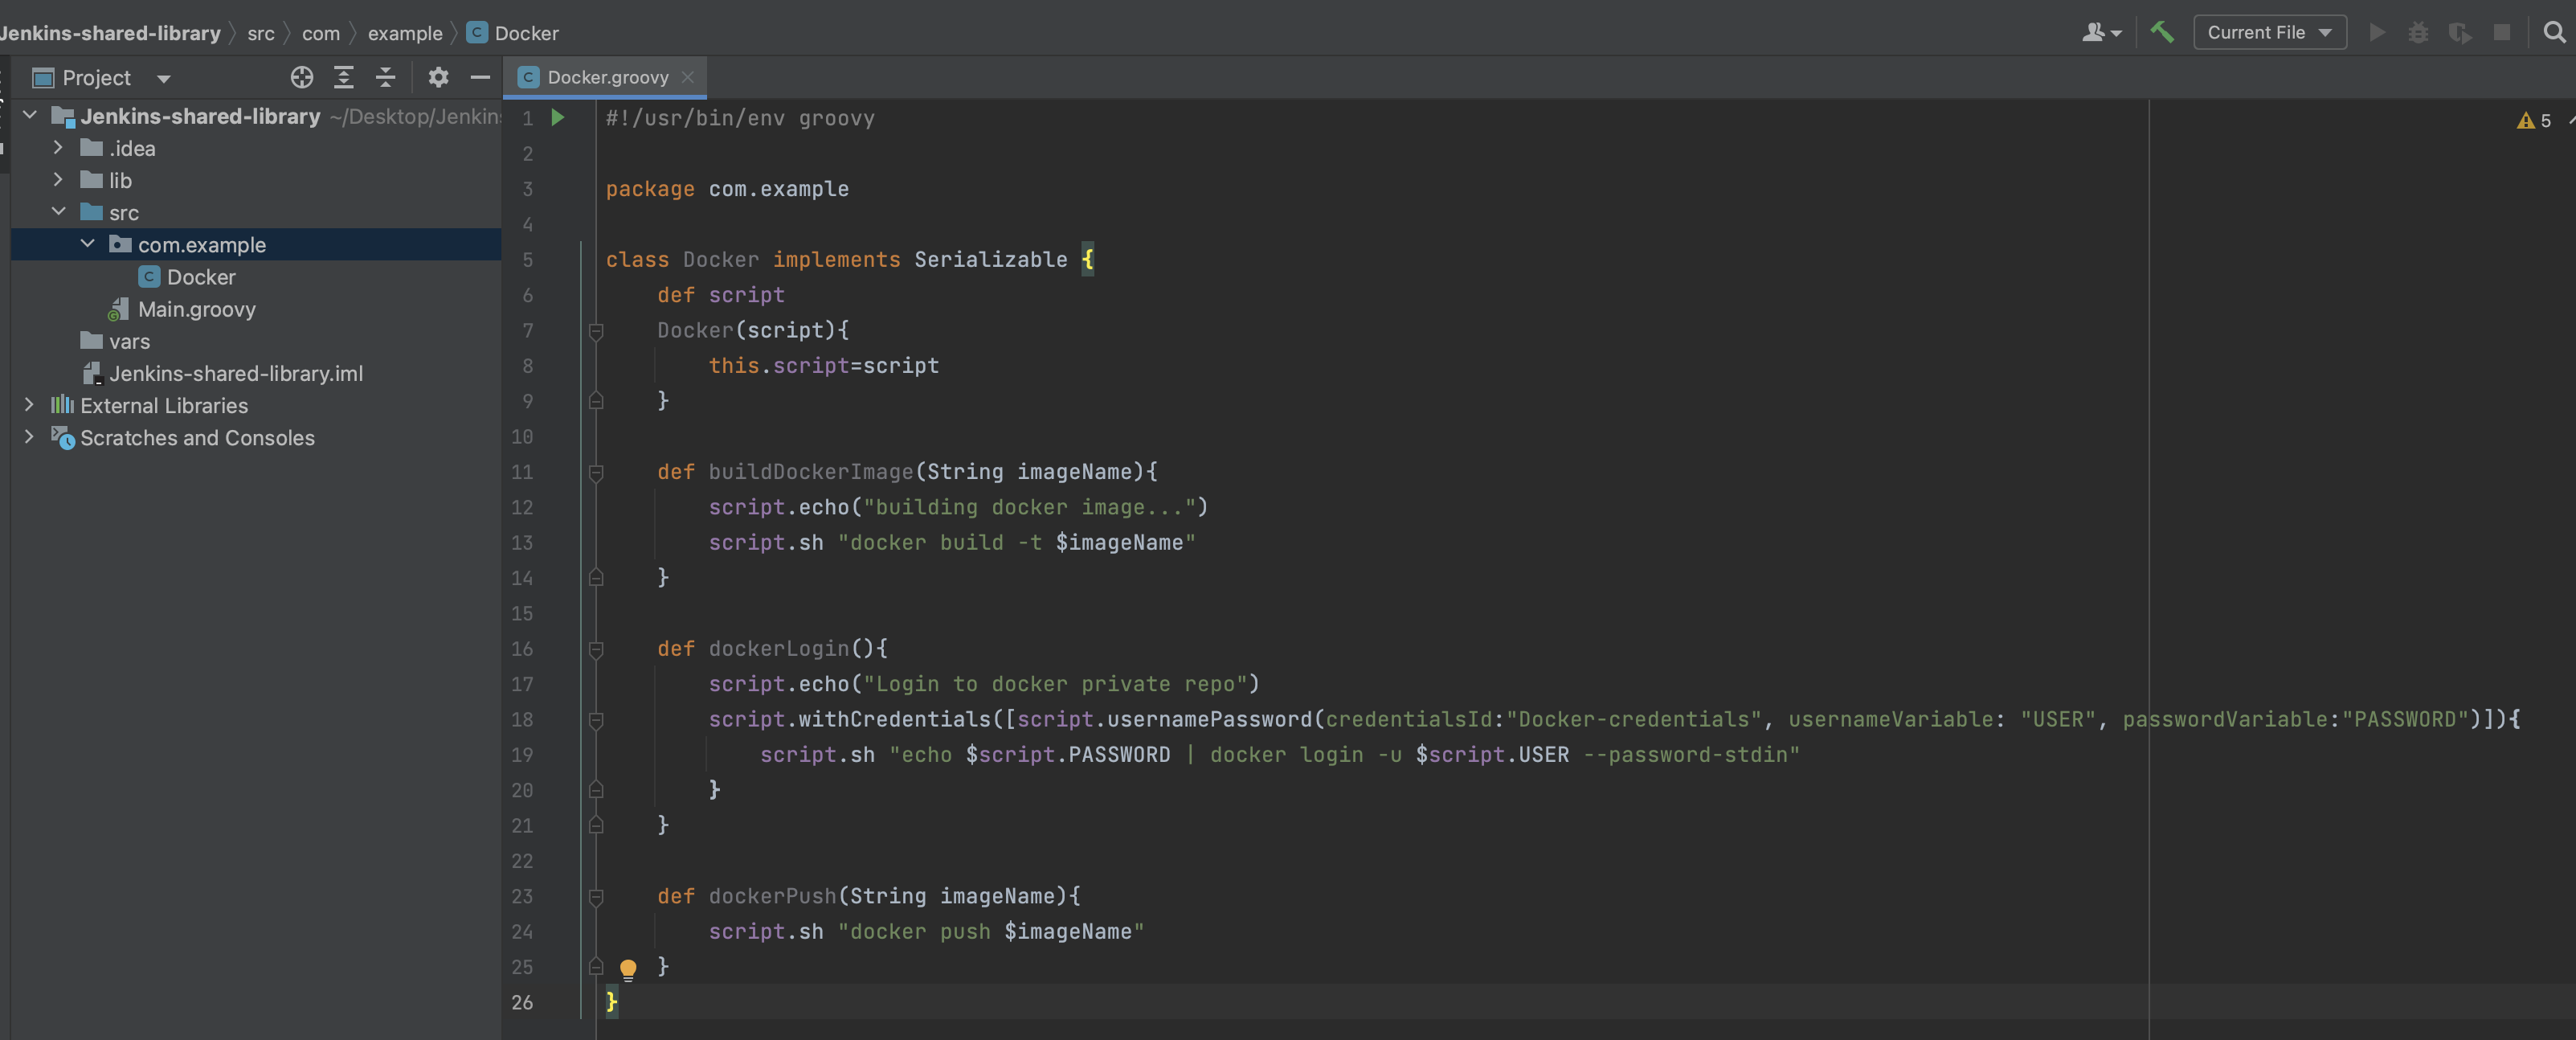 Jenkins-shared-library src com example C Docker
Current File
Project
C Docker.groovy
Jenkins-shared-library ~/Desktop/Jenkin
.idea
lib
src
com.example
C Docker
Main.groovy
vars
Jenkins-shared-library.iml
External Libraries
Scratches and Consoles
5
1 #!/usr/bin/env groovy
2
3 package com.example
4
5 class Docker implements Serializable {
6 def script
7 Docker(script){
8 this.script=script
9 }
10
11 def buildDockerImage(String imageName){
12 script.echo("building docker image...")
13 script.sh "docker build -t $imageName"
14 }
15
16 def dockerLogin(){
17 script.echo("Login to docker private repo")
18 script.withCredentials([script.usernamePassword(credentialsId:"Docker-credentials", usernameVariable: "USER", passwordVariable:"PASSWORD")]){
19 script.sh "echo $script.PASSWORD | docker login -u $script.USER --password-stdin"
20 }
21 }
22
23 def dockerPush(String imageName){
24 script.sh "docker push $imageName"
25 }
26 }